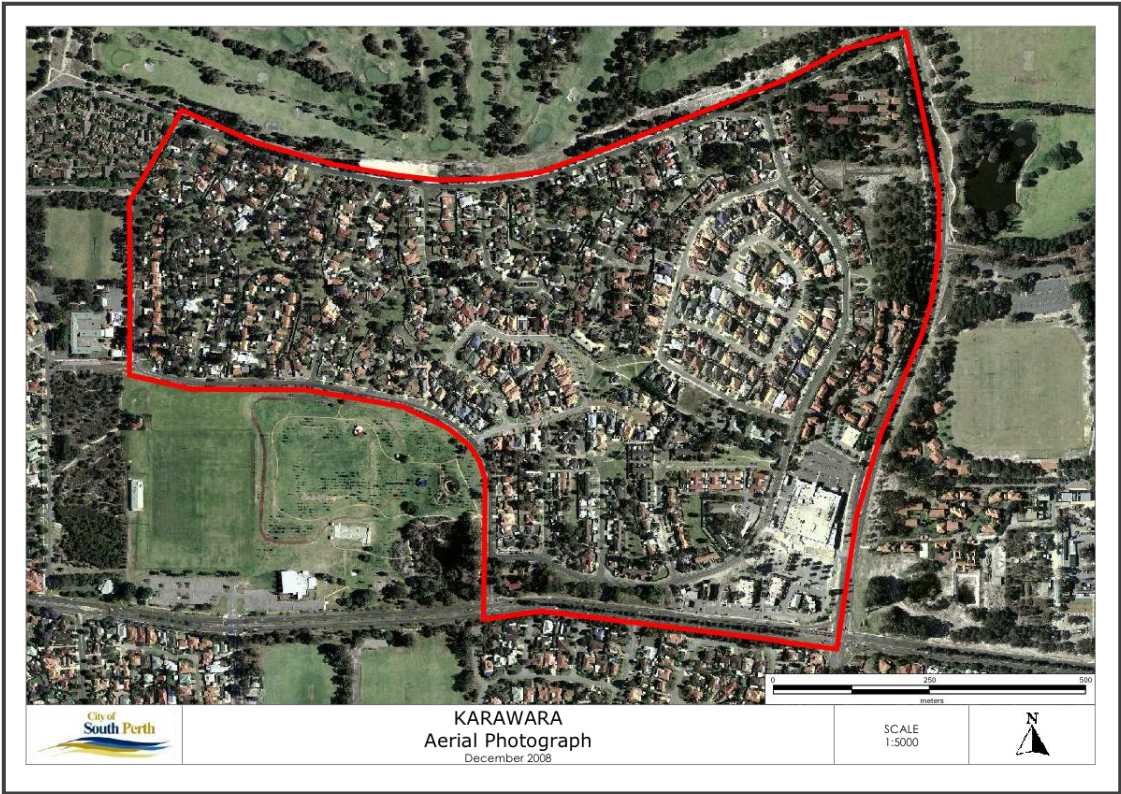 0 250 500
meters
City of
South Perth
KARAWARA
Aerial Photograph
December 2008
SCALE
1:5000
N